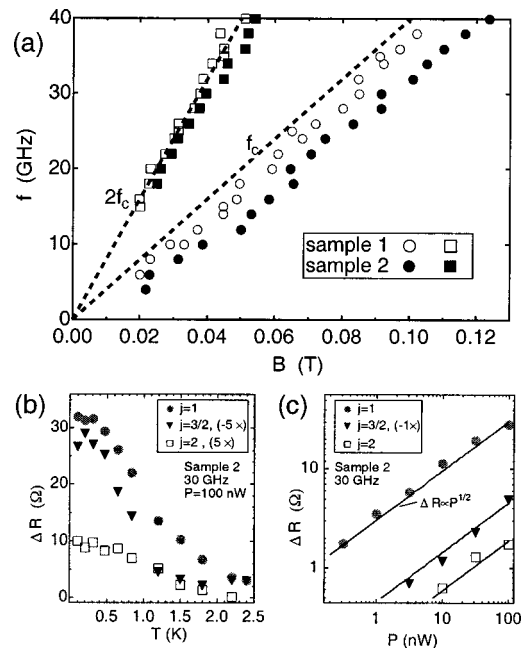 (a)
40
30
20
10
0
f (GHz)
2f_c
f_c
sample 1
sample 2
0.00 0.02 0.04 0.06 0.08 0.10 0.12
B (T)
(b)
30
20
10
0
Δ R (Ω)
j=1
j=3/2, (-5 ×)
j=2 , (5 ×)
Sample 2
30 GHz
P=100 nW
0.0 0.5 1.0 1.5 2.0 2.5
T (K)
(c)
10
1
Δ R (Ω)
j=1
j=3/2, (-1×)
j=2
Sample 2
30 GHz
Δ R∝P^1/2
1 10 100
P (nW)